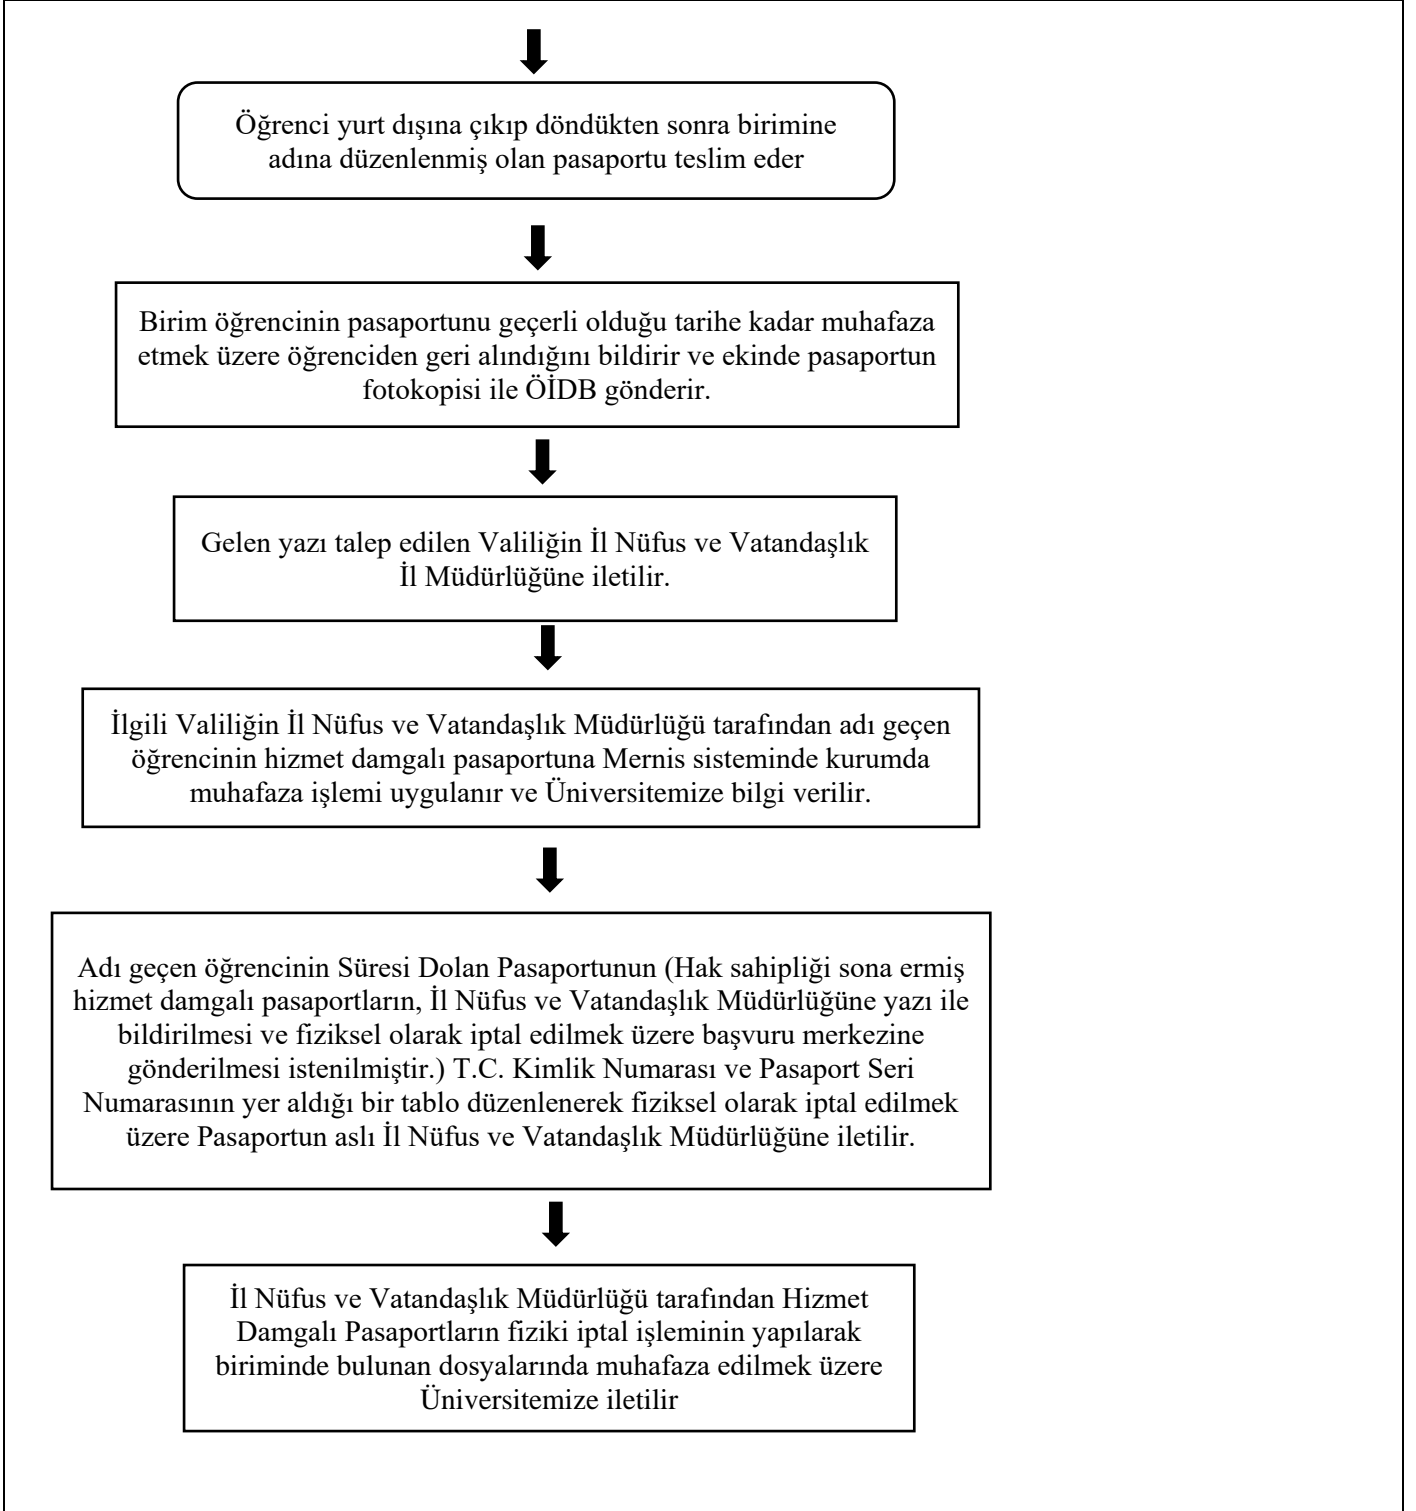 Öğrenci yurt dışına çıkıp döndükten sonra birimine
adına düzenlenmiş olan pasaportu teslim eder
Birim öğrencinin pasaportunu geçerli olduğu tarihe kadar muhafaza
etmek üzere öğrenciden geri alındığını bildirir ve ekinde pasaportun
fotokopisi ile ÖİDB gönderir.
Gelen yazı talep edilen Valiliğin İl Nüfus ve Vatandaşlık
İl Müdürlüğüne iletilir.
İlgili Valiliğin İl Nüfus ve Vatandaşlık Müdürlüğü tarafından adı geçen
öğrencinin hizmet damgalı pasaportuna Mernis sisteminde kurumda
muhafaza işlemi uygulanır ve Üniversitemize bilgi verilir.
Adı geçen öğrencinin Süresi Dolan Pasaportunun (Hak sahipliği sona ermiş
hizmet damgalı pasaportların, İl Nüfus ve Vatandaşlık Müdürlüğüne yazı ile
bildirilmesi ve fiziksel olarak iptal edilmek üzere başvuru merkezine
gönderilmesi istenilmiştir.) T.C. Kimlik Numarası ve Pasaport Seri
Numarasının yer aldığı bir tablo düzenlenerek fiziksel olarak iptal edilmek
üzere Pasaportun aslı İl Nüfus ve Vatandaşlık Müdürlüğüne iletilir.
İl Nüfus ve Vatandaşlık Müdürlüğü tarafından Hizmet
Damgalı Pasaportların fiziki iptal işleminin yapılarak
biriminde bulunan dosyalarında muhafaza edilmek üzere
Üniversitemize iletilir